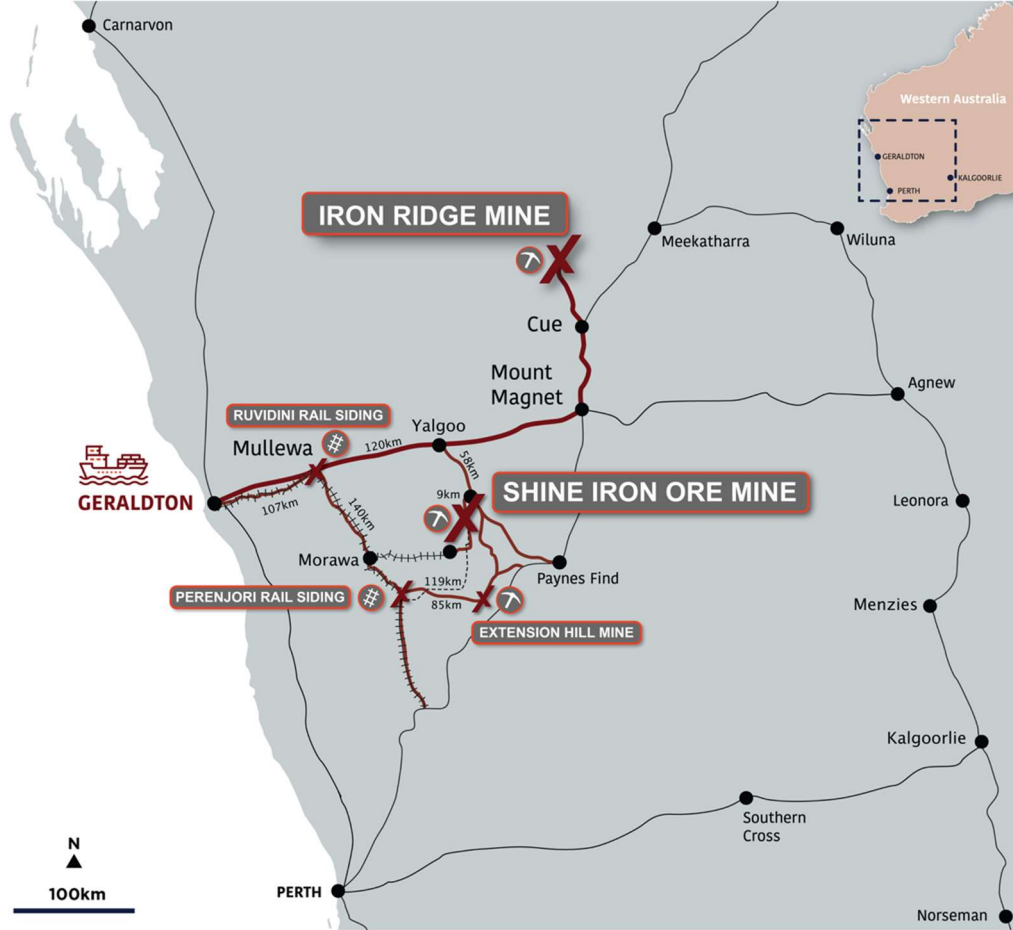 Carnarvon
Western Australia
GERALDTON
KALGOORLIE
PERTH
IRON RIDGE MINE
Meekatharra
Wiluna
Cue
Mount
Magnet
Agnew
RUVIDINI RAIL SIDING
Mullewa
Yalgoo
120km
58km
GERALDTON
107km
140km
9km
SHINE IRON ORE MINE
Leonora
Morawa
Paynes Find
119km
85km
PERENJORI RAIL SIDING
EXTENSION HILL MINE
Menzies
Kalgoorlie
Southern
Cross
N
100km
PERTH
Norseman